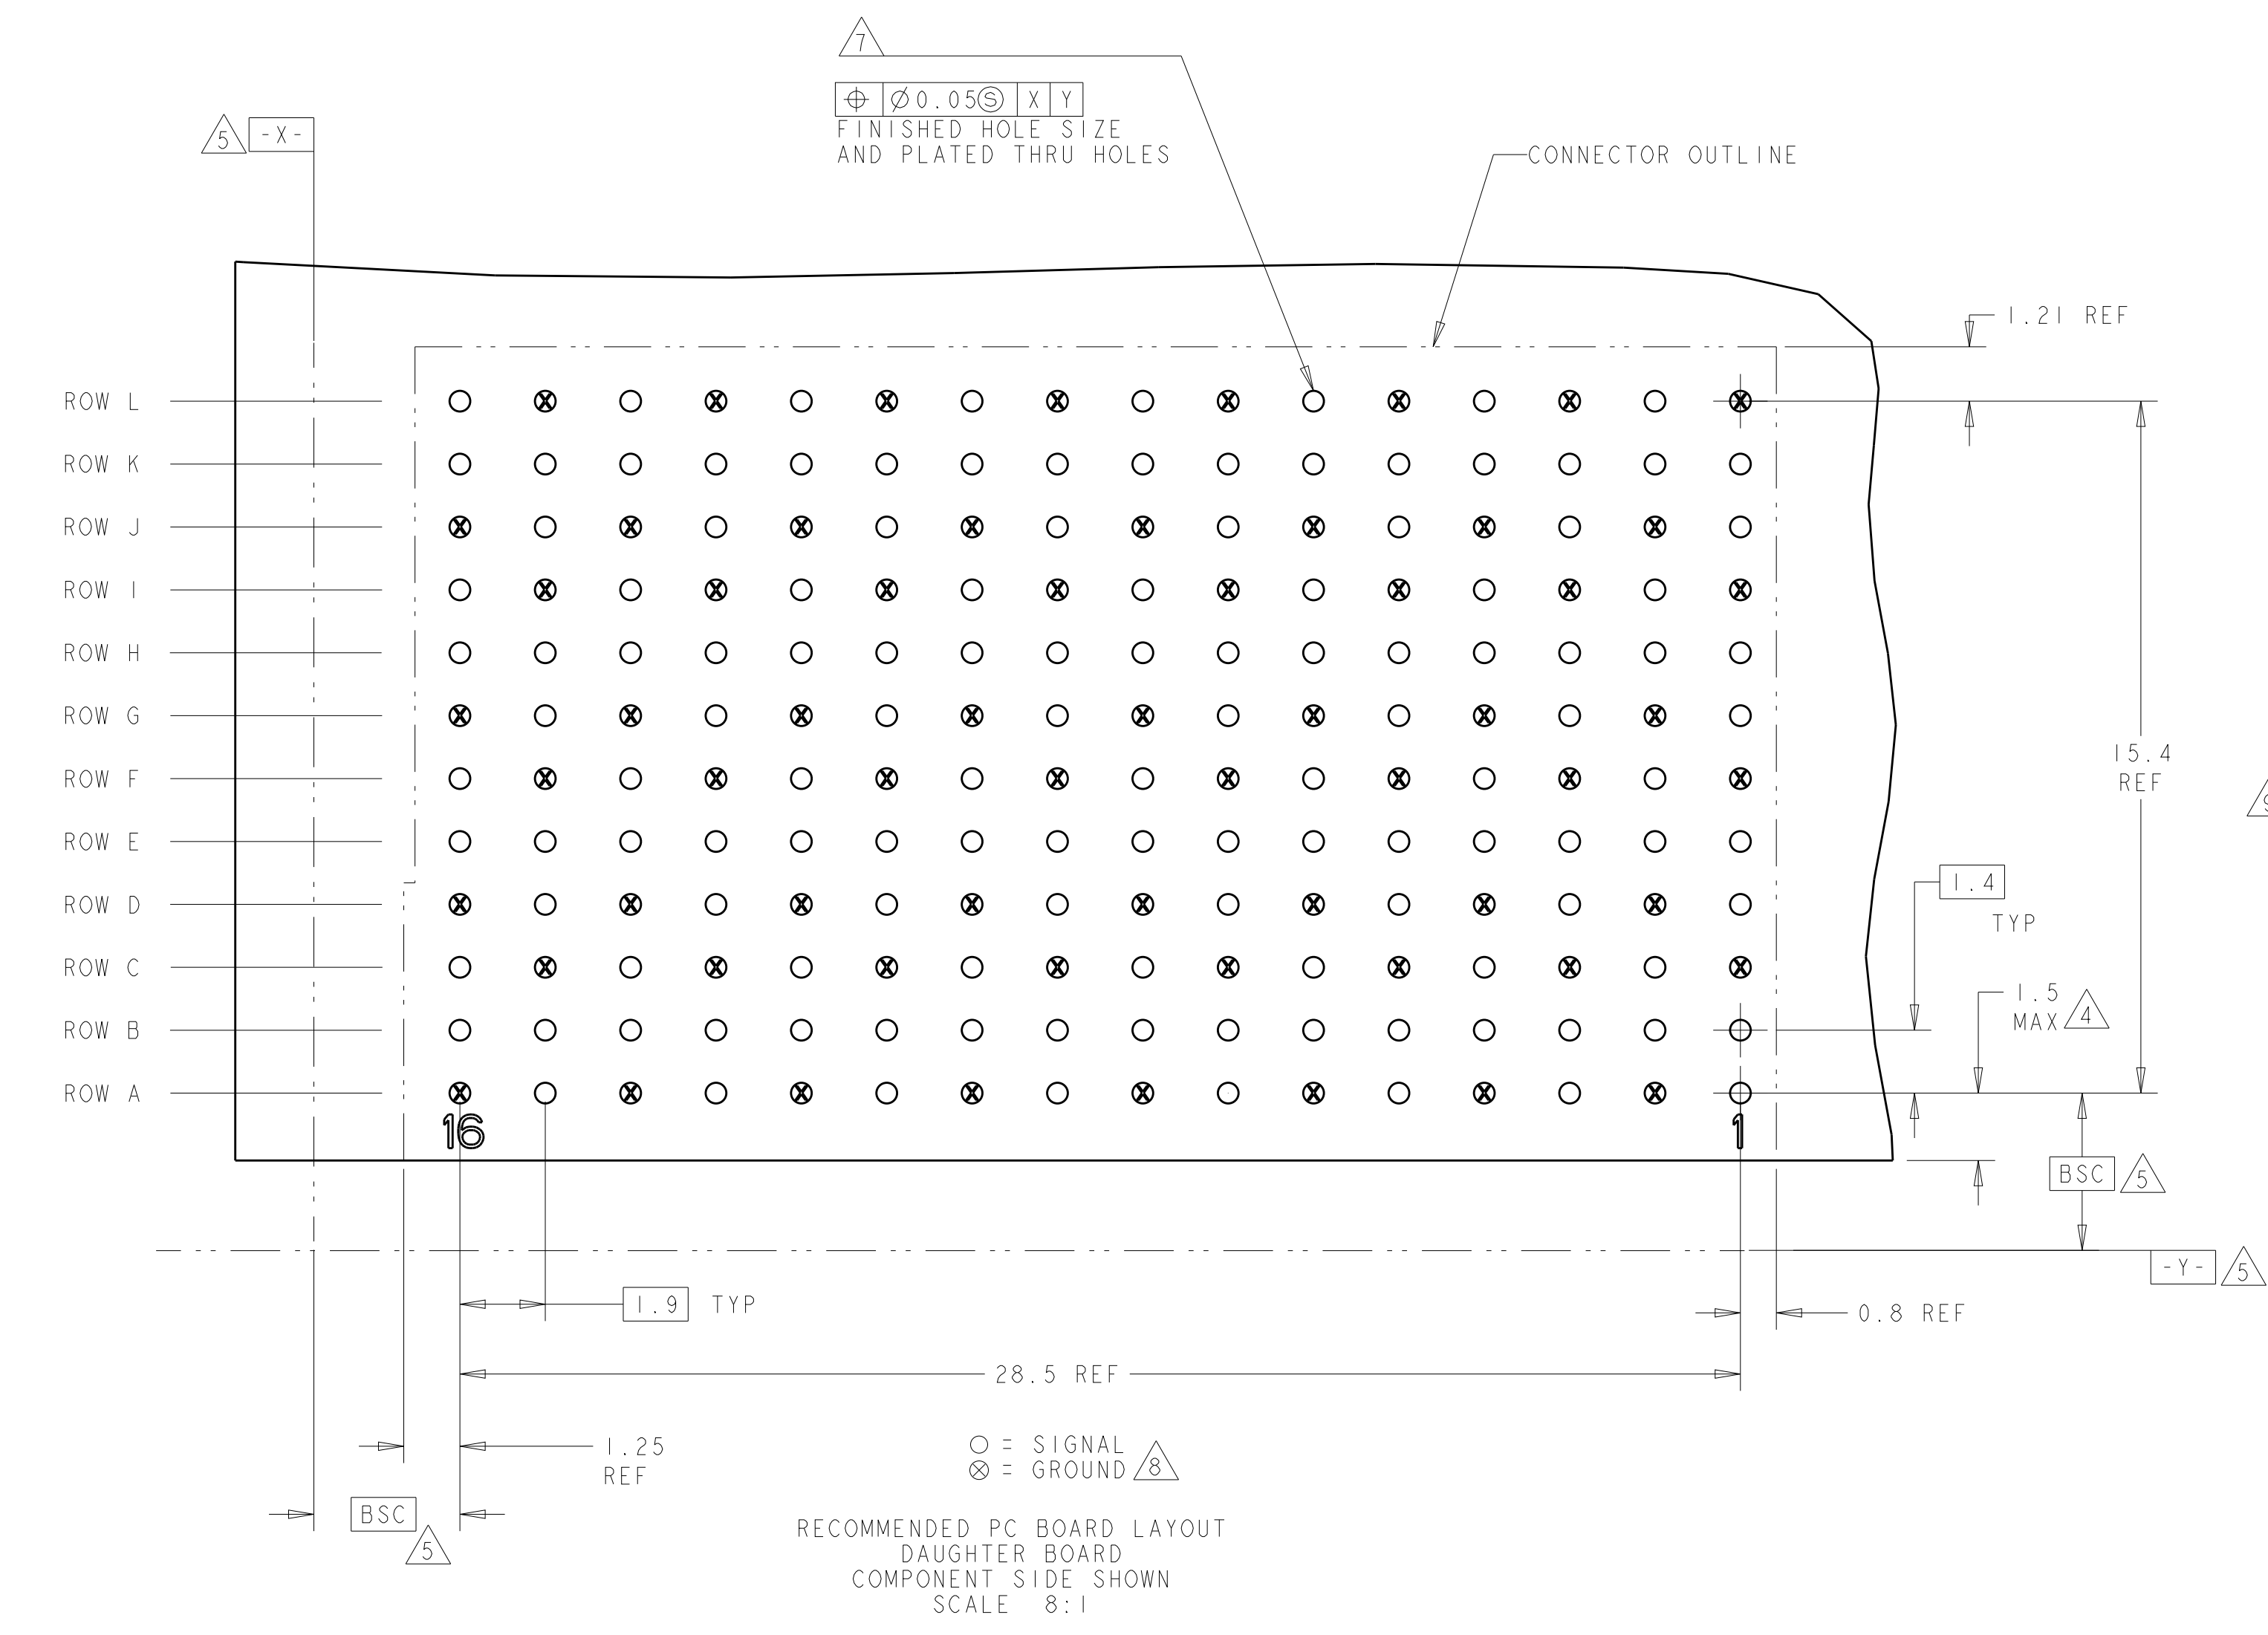 7
⌖ ⌀0.05Ⓢ X Y
FINISHED HOLE SIZE
AND PLATED THRU HOLES
5 -X-
CONNECTOR OUTLINE
1.21 REF
ROW L
ROW K
ROW J
ROW I
ROW H
ROW G
ROW F
ROW E
ROW D
ROW C
ROW B
ROW A
15.4
REF
1.4
TYP
1.5
MAX 4
16
1
BSC 5
-Y- 5
1.9 TYP
0.8 REF
28.5 REF
1.25
REF
BSC
5
○ = SIGNAL
⊗ = GROUND 8
RECOMMENDED PC BOARD LAYOUT
DAUGHTER BOARD
COMPONENT SIDE SHOWN
SCALE 8:1